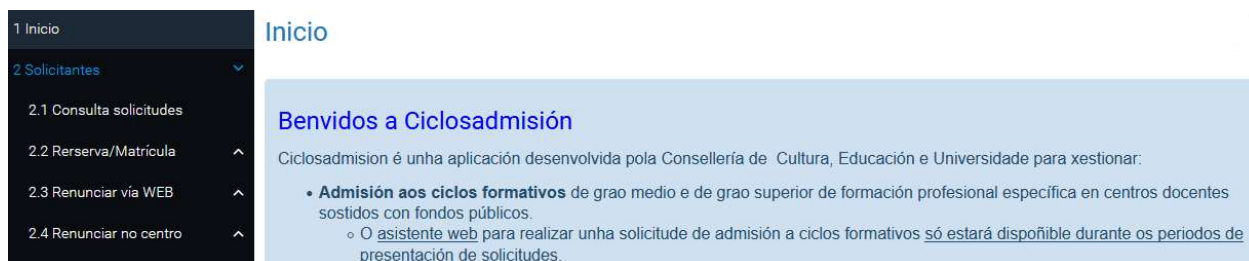 1 Inicio
2 Solicitantes
2.1 Consulta solicitudes
2.2 Rerserva/Matrícula
2.3 Renunciar vía WEB
2.4 Renunciar no centro
Inicio
Benvidos a Ciclosadmisión
Ciclosadmision é unha aplicación desenvolvida pola Consellería de Cultura, Educación e Universidade para xestionar:
• Admisión aos ciclos formativos de grao medio e de grao superior de formación profesional específica en centros docentes
sostidos con fondos públicos.
○ O asistente web para realizar unha solicitude de admisión a ciclos formativos só estará dispoñible durante os periodos de
presentación de solicitudes.